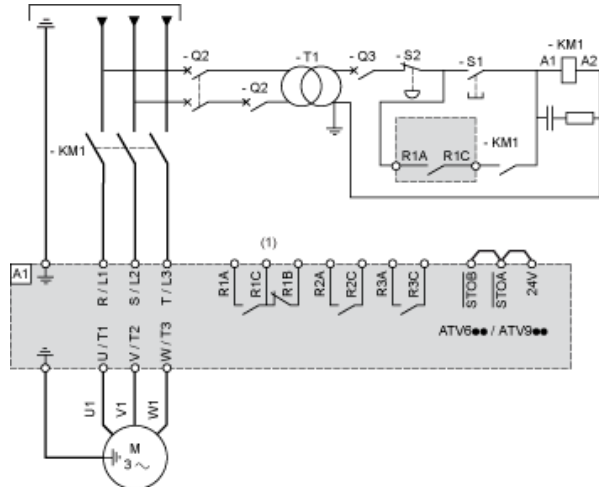 - Q2
- T1
- Q3
- S2
- S1
- KM1
A1
A2
- Q2
- KM1
R1A
R1C
- KM1
(1)
A1
R / L1
S / L2
T / L3
R1A
R1C
R1B
R2A
R2C
R3A
R3C
STOB
STOA
24V
U / T1
V / T2
W / T3
ATV6●● / ATV9●●
U1
V1
W1
M
3 ~